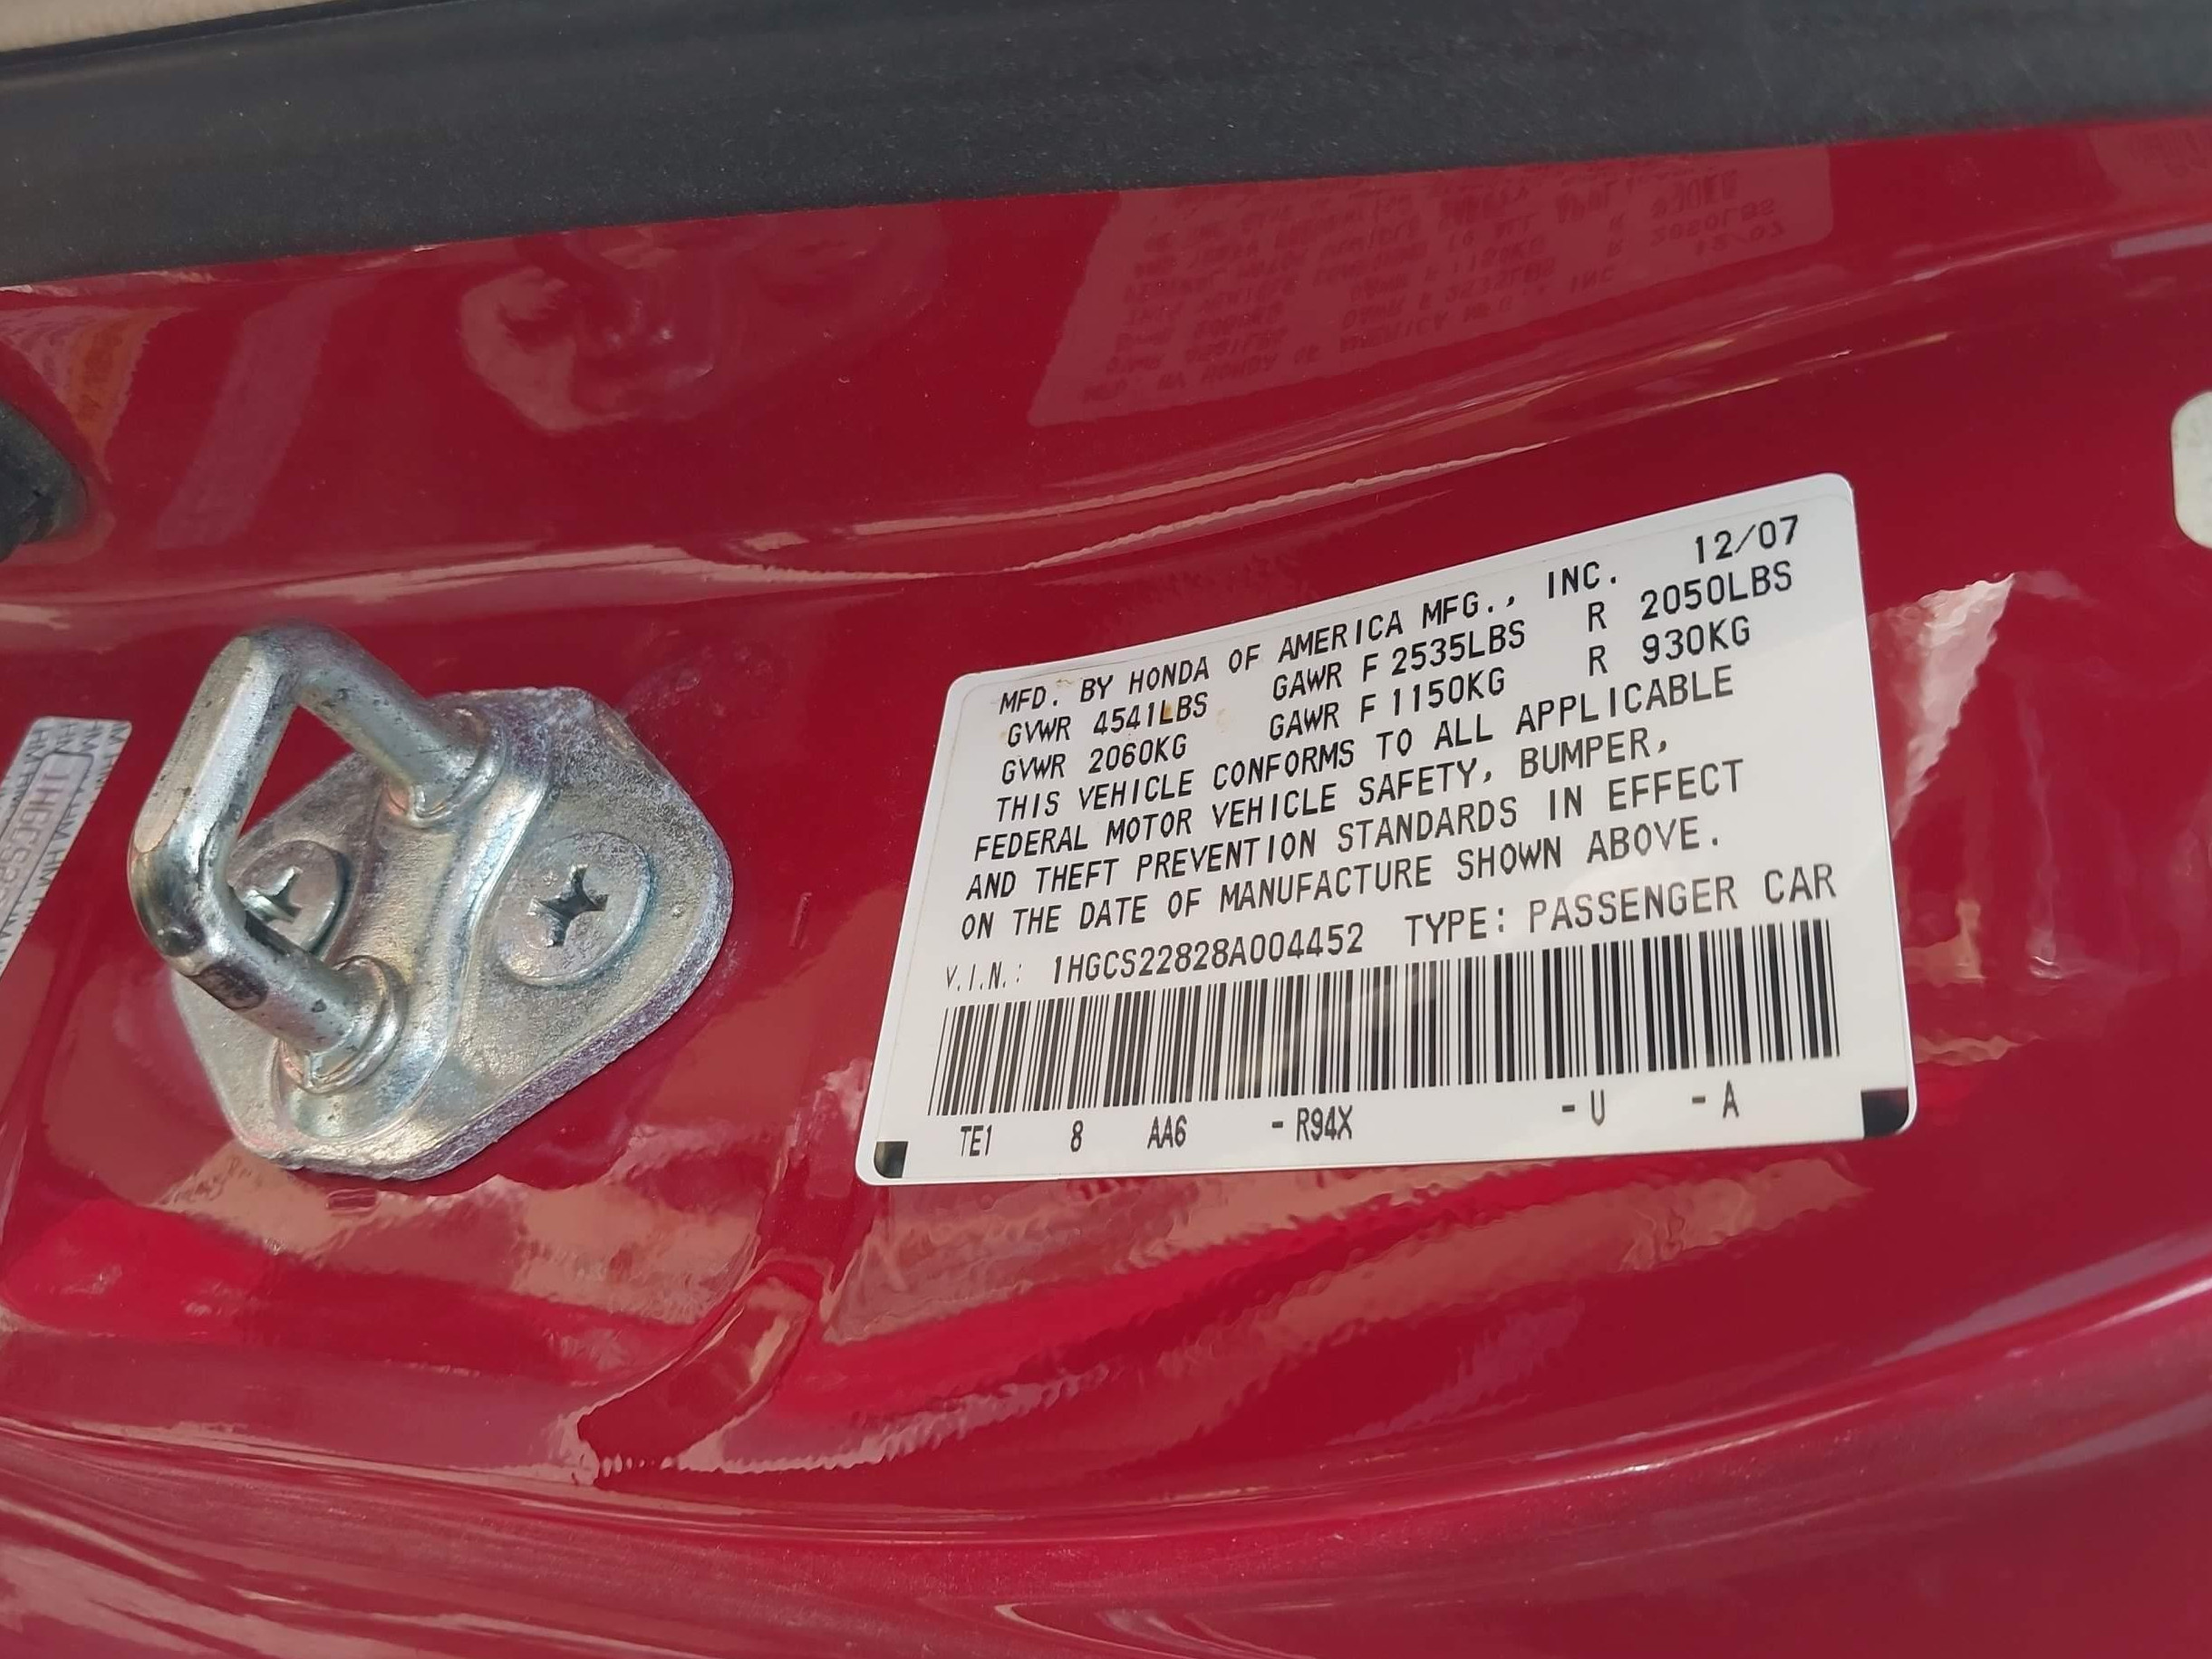 MFD. BY HONDA OF AMERICA MFG., INC. 12/07
GVWR 4541LBS GAWR F 2535LBS R 2050LBS
GVWR 2060KG GAWR F 1150KG R 930KG
THIS VEHICLE CONFORMS TO ALL APPLICABLE
FEDERAL MOTOR VEHICLE SAFETY, BUMPER,
AND THEFT PREVENTION STANDARDS IN EFFECT
ON THE DATE OF MANUFACTURE SHOWN ABOVE.
V.I.N.: 1HGCS22828A004452 TYPE: PASSENGER CAR
TE1 8 AA6 - R94X - U - A